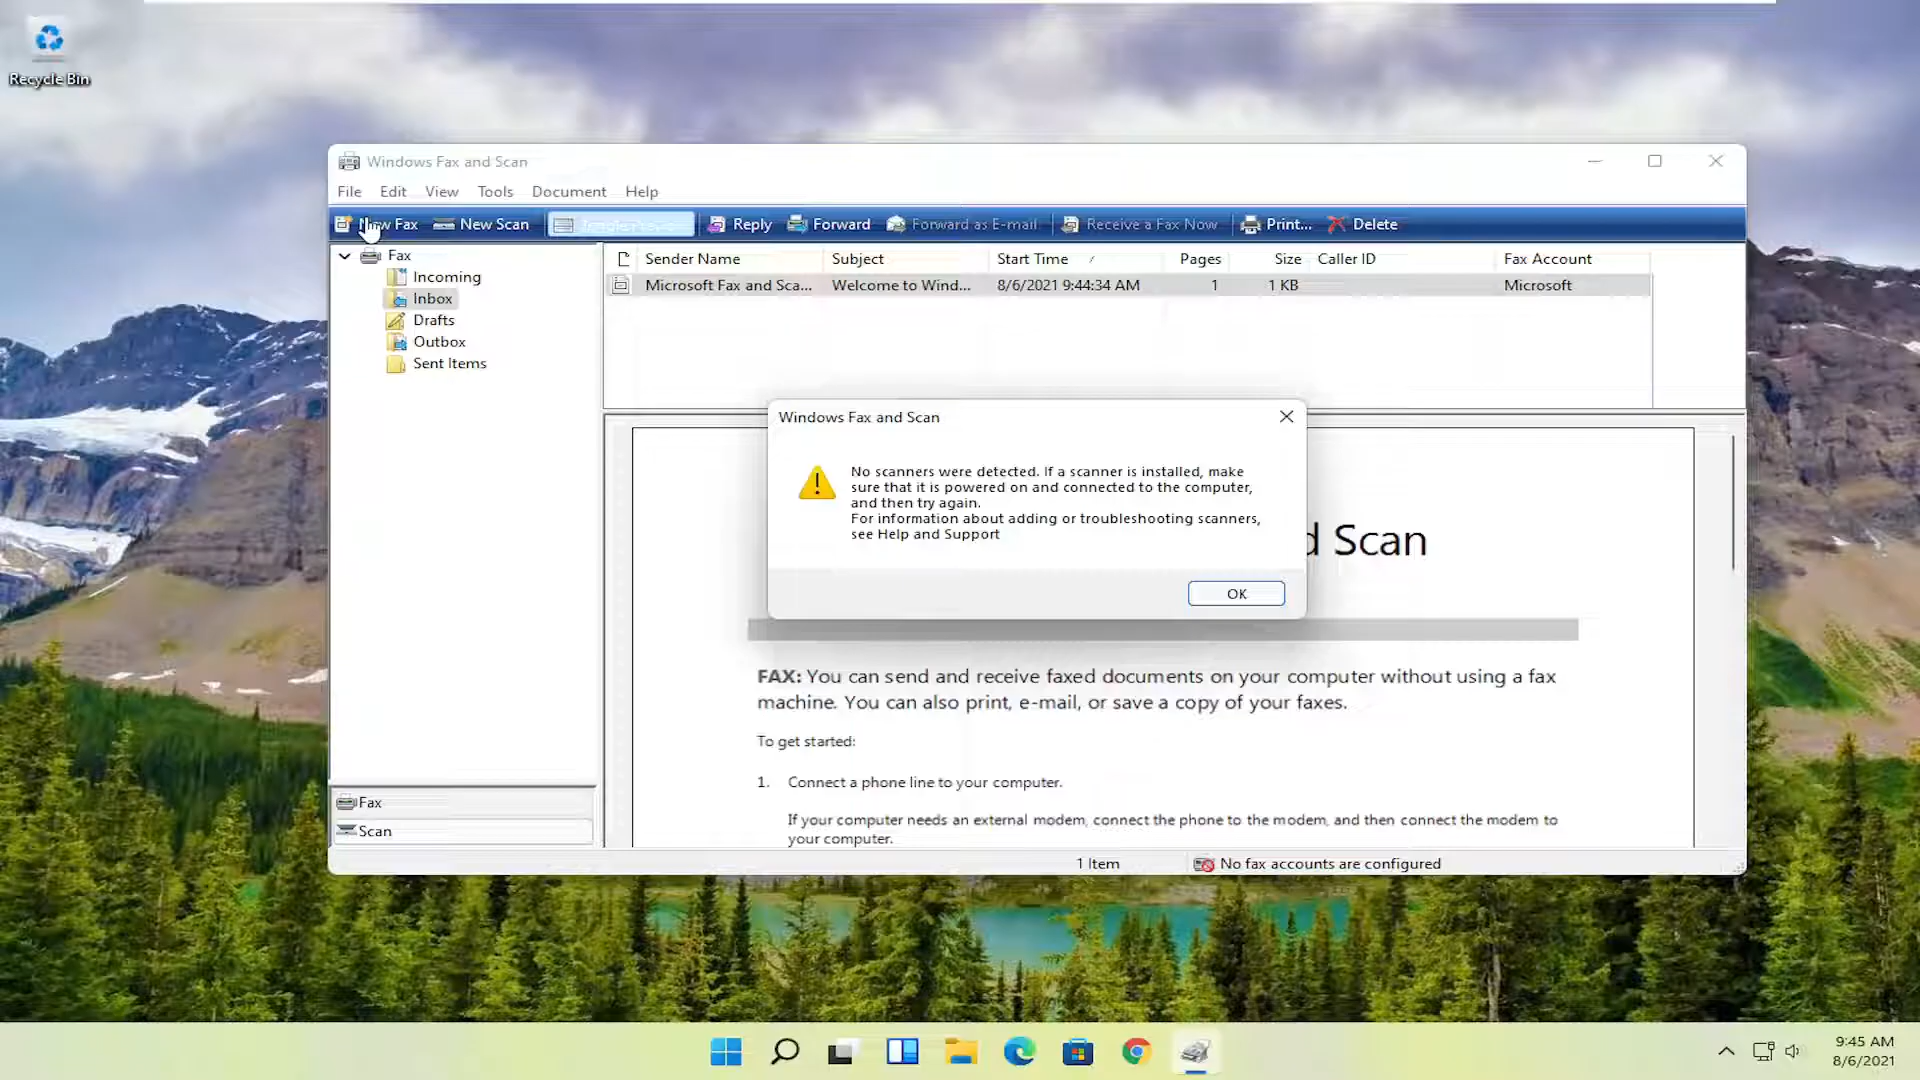 Recycle Bin
Windows Fax and Scan
File Edit View Tools Document Help
New Fax New Scan Reply Forward Forward as E-mail Receive a Fax Now Print... Delete
Fax
Incoming
Inbox
Drafts
Outbox
Sent Items
Sender Name Subject Start Time Pages Size Caller ID Fax Account
Microsoft Fax and Sca... Welcome to Wind... 8/6/2021 9:44:34 AM 1 1 KB Microsoft
Windows Fax and Scan
No scanners were detected. If a scanner is installed, make
sure that it is powered on and connected to the computer,
and then try again.
For information about adding or troubleshooting scanners,
see Help and Support
OK
d Scan
FAX: You can send and receive faxed documents on your computer without using a fax
machine. You can also print, e-mail, or save a copy of your faxes.
To get started:
1. Connect a phone line to your computer.
If your computer needs an external modem, connect the phone to the modem, and then connect the modem to
your computer.
Fax
Scan
1 Item No fax accounts are configured
9:45 AM
8/6/2021